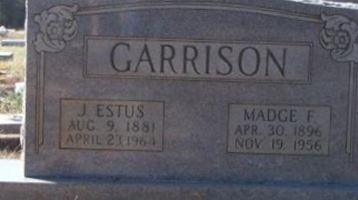 GARRISON
J. ESTUS
AUG. 9, 1881
APRIL 23, 1964
MADGE F.
APR. 30, 1896
NOV. 19, 1956